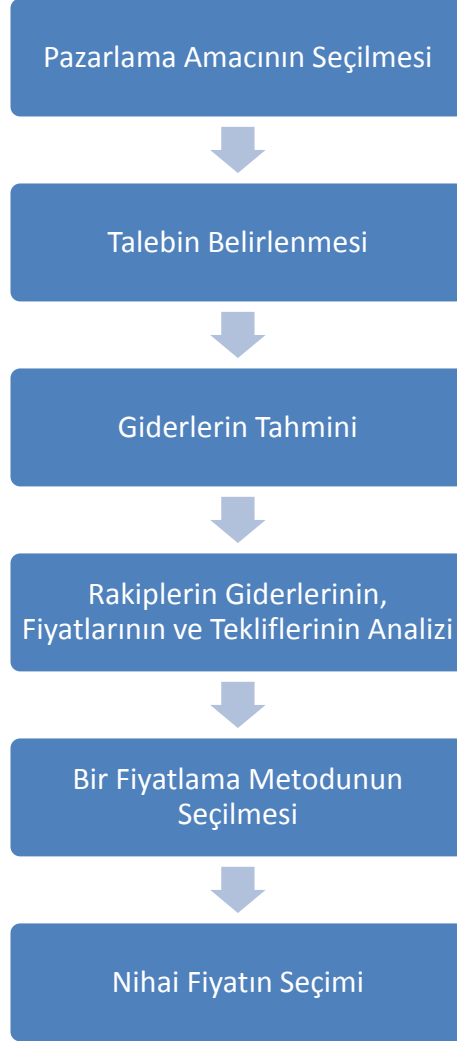 Pazarlama Amacının Seçilmesi
Talebin Belirlenmesi
Giderlerin Tahmini
Rakiplerin Giderlerinin,
Fiyatlarının ve Tekliflerinin Analizi
Bir Fiyatlama Metodunun
Seçilmesi
Nihai Fiyatın Seçimi